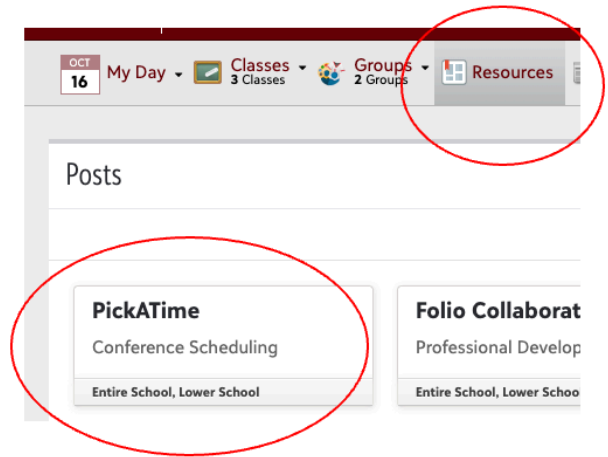 OCT
16
My Day
Classes
3 Classes
Groups
2 Groups
Resources
Posts
PickATime
Conference Scheduling
Entire School, Lower School
Folio Collaborat
Professional Develop
Entire School, Lower Schoo